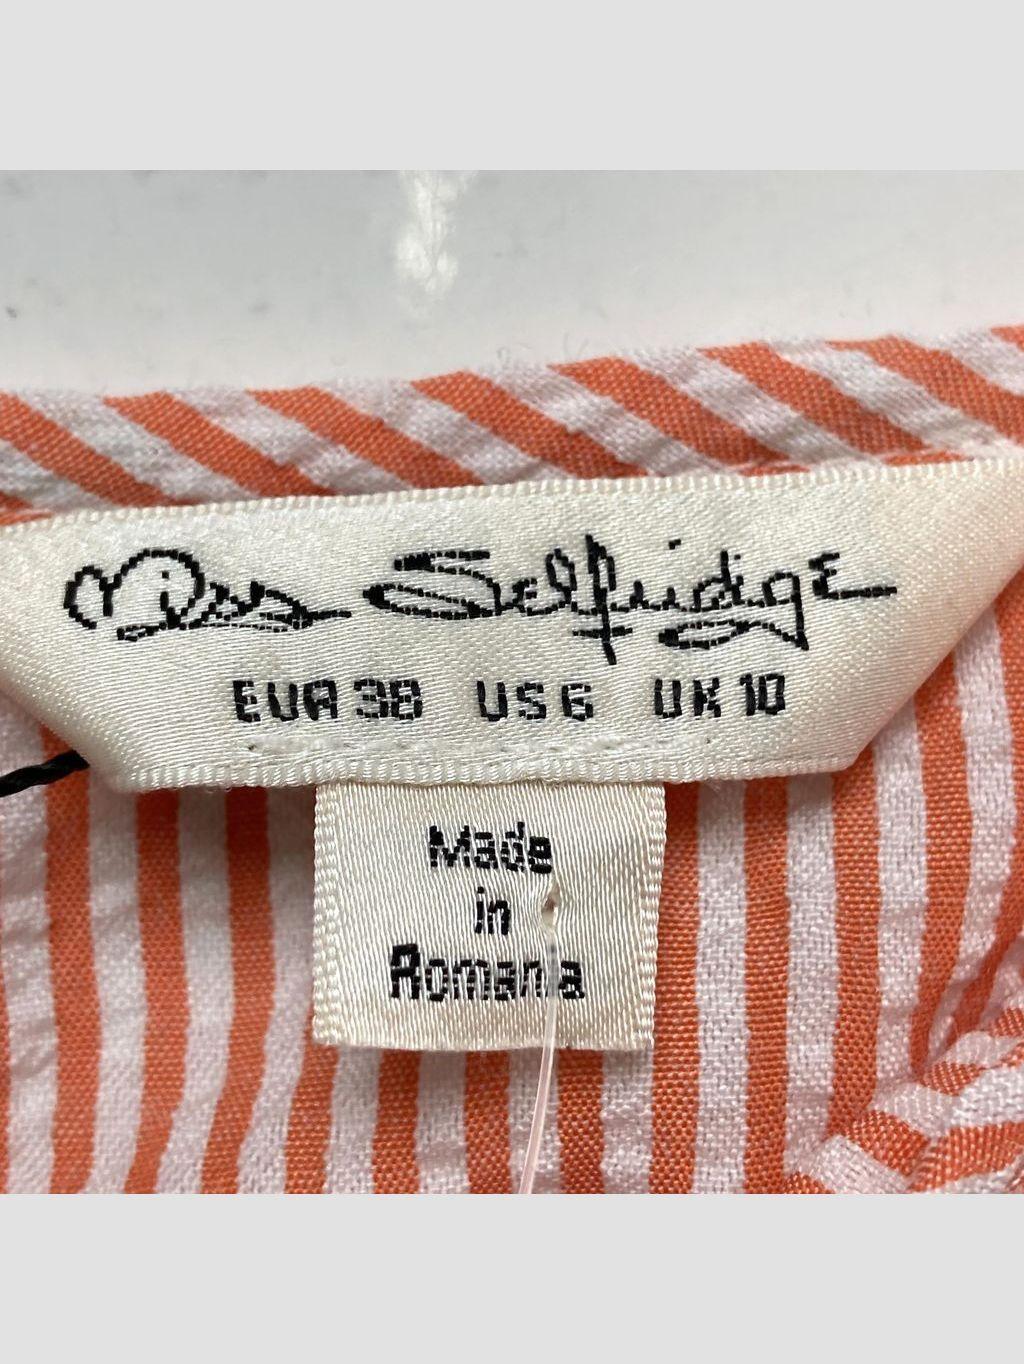 Miss Selfridge
EUR 38 US 6 UK 10
Made
in
Romania